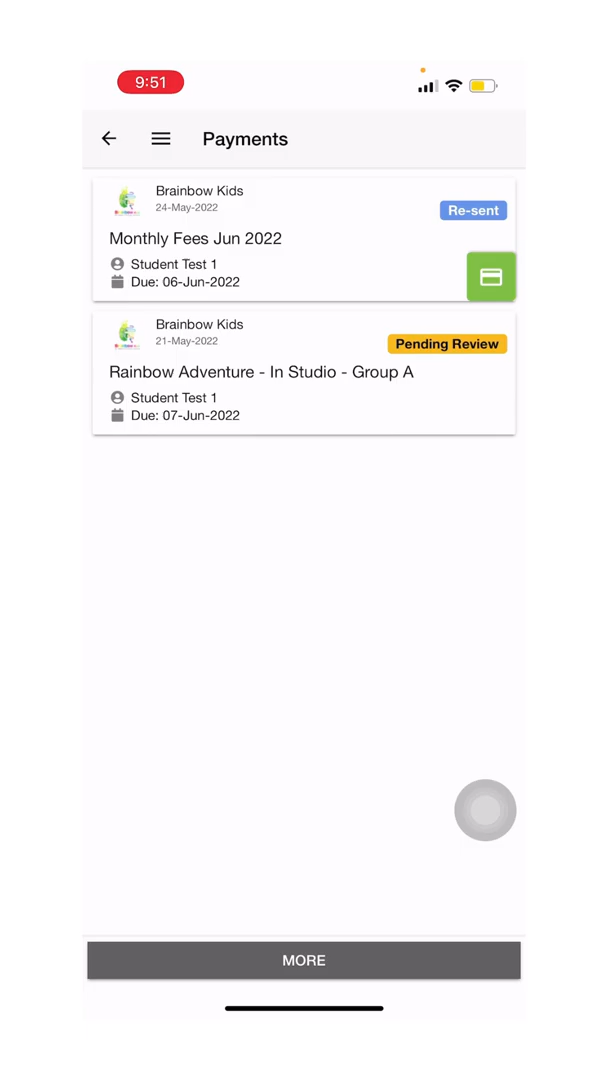 9:51
Payments
Brainbow Kids
24-May-2022
Re-sent
Monthly Fees Jun 2022
Student Test 1
Due: 06-Jun-2022
Brainbow Kids
21-May-2022
Pending Review
Rainbow Adventure - In Studio - Group A
Student Test 1
Due: 07-Jun-2022
MORE